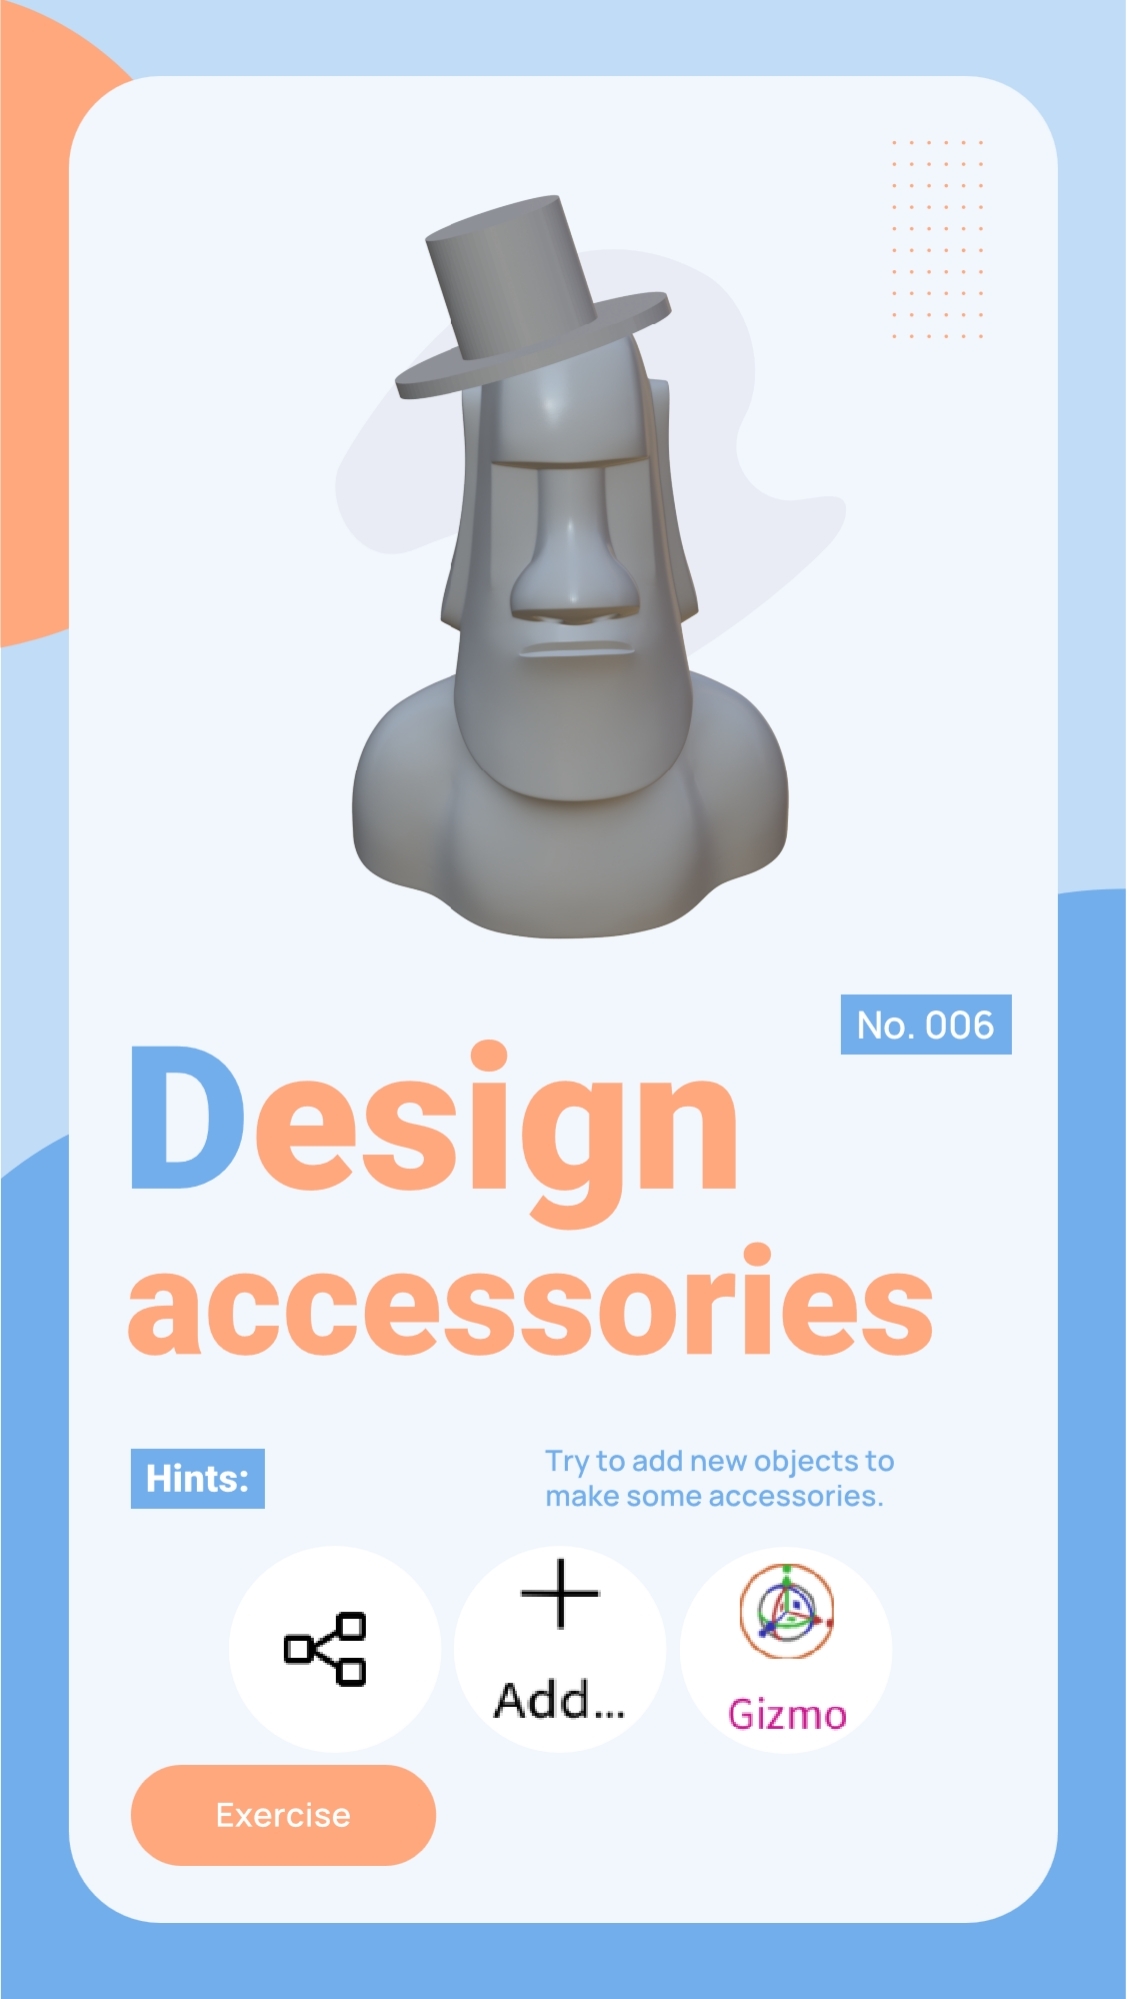 No. 006
Design
accessories
Hints:
Try to add new objects to
make some accessories.
Add...
Gizmo
Exercise